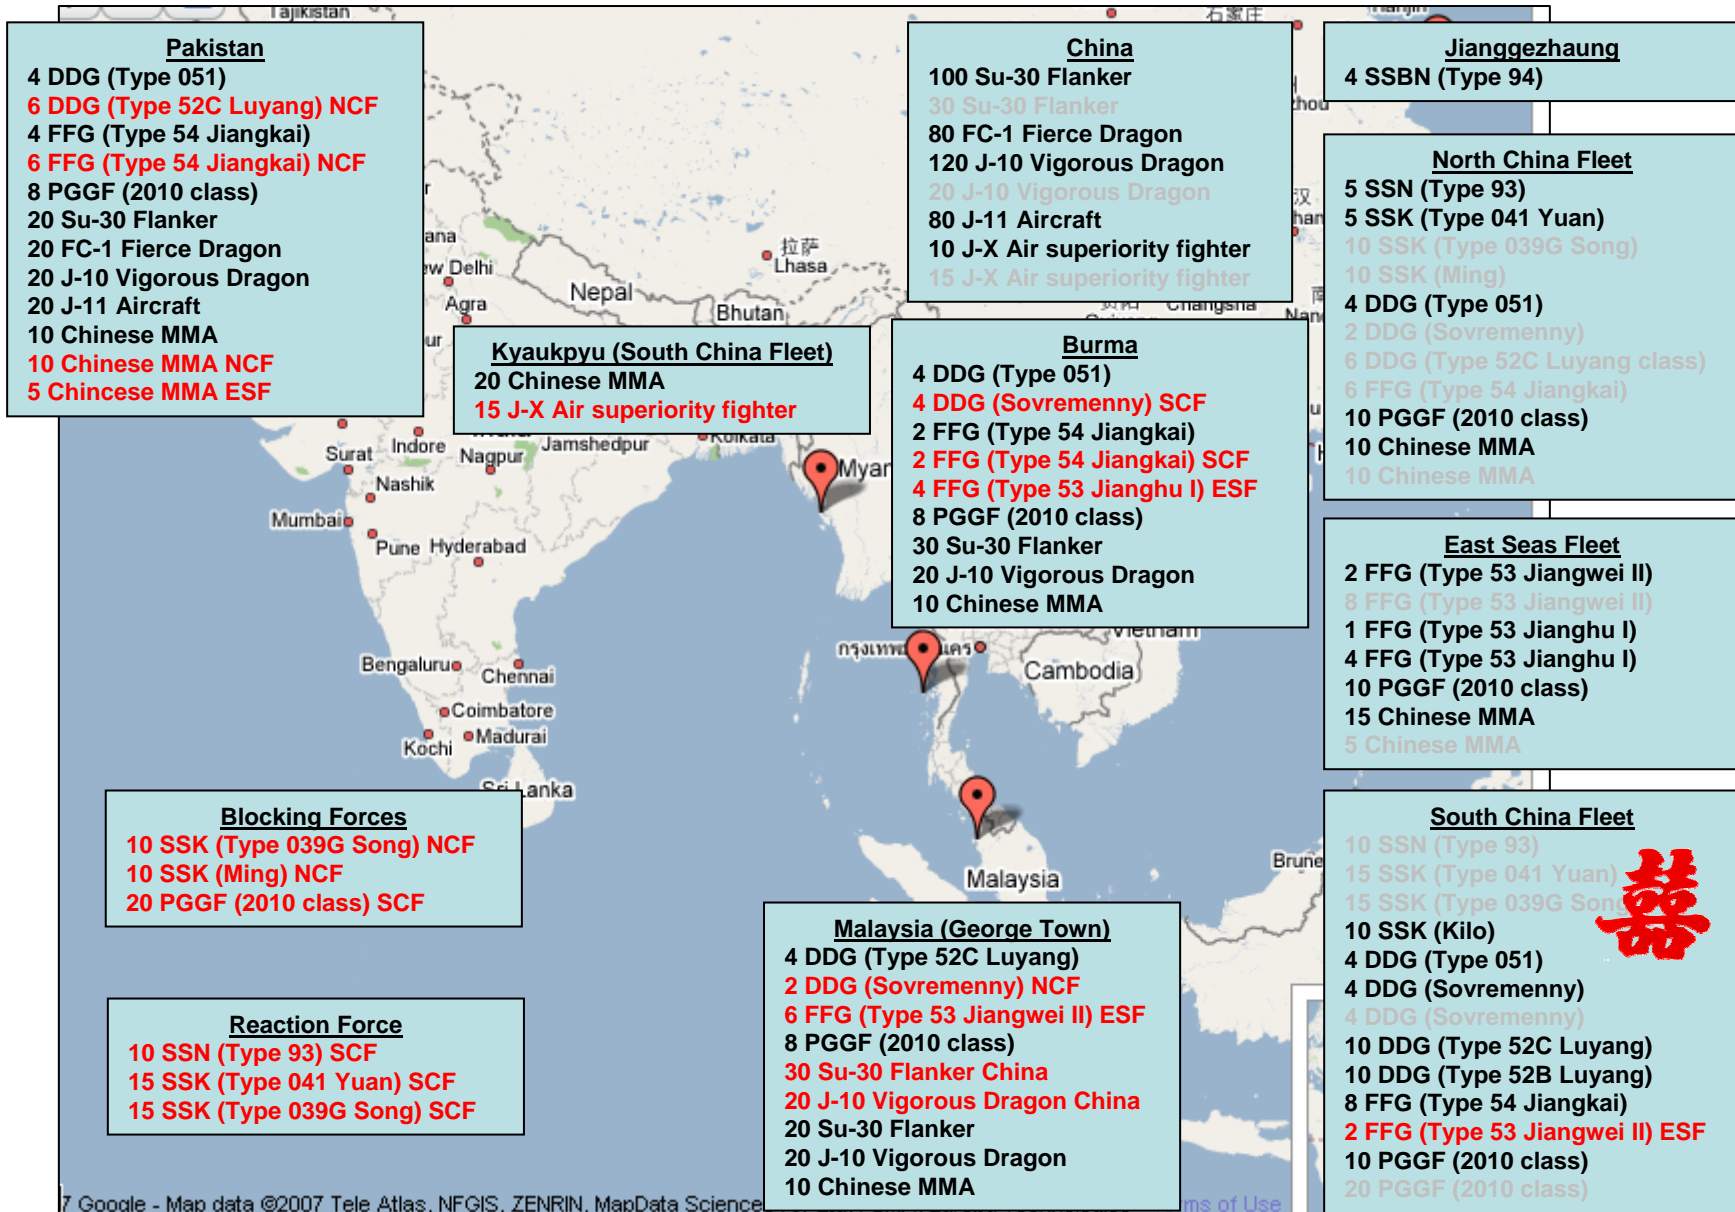 Tajikistan
石家庄
Pakistan
4 DDG (Type 051)
6 DDG (Type 52C Luyang) NCF
4 FFG (Type 54 Jiangkai)
6 FFG (Type 54 Jiangkai) NCF
8 PGGF (2010 class)
20 Su-30 Flanker
20 FC-1 Fierce Dragon
20 J-10 Vigorous Dragon
20 J-11 Aircraft
10 Chinese MMA
10 Chinese MMA NCF
5 Chincese MMA ESF
China
100 Su-30 Flanker
30 Su-30 Flanker
80 FC-1 Fierce Dragon
120 J-10 Vigorous Dragon
20 J-10 Vigorous Dragon
80 J-11 Aircraft
10 J-X Air superiority fighter
15 J-X Air superiority fighter
Jianggezhaung
4 SSBN (Type 94)
North China Fleet
5 SSN (Type 93)
5 SSK (Type 041 Yuan)
10 SSK (Type 039G Song)
10 SSK (Ming)
4 DDG (Type 051)
2 DDG (Sovremenny)
6 DDG (Type 52C Luyang class)
6 FFG (Type 54 Jiangkai)
10 PGGF (2010 class)
10 Chinese MMA
10 Chinese MMA
拉萨
Lhasa
Agra
Nepal
Bhutan
Changsha
Kyaukpyu (South China Fleet)
20 Chinese MMA
15 J-X Air superiority fighter
Burma
4 DDG (Type 051)
4 DDG (Sovremenny) SCF
2 FFG (Type 54 Jiangkai)
2 FFG (Type 54 Jiangkai) SCF
4 FFG (Type 53 Jianghu I) ESF
8 PGGF (2010 class)
30 Su-30 Flanker
20 J-10 Vigorous Dragon
10 Chinese MMA
Surat
Indore
Nagpur
Jamshedpur
Kolkata
Nashik
Mumbai
Pune
Hyderabad
Bengaluru
Chennai
Coimbatore
Kochi
Madurai
Sri Lanka
Vietnam
Cambodia
Malaysia
East Seas Fleet
2 FFG (Type 53 Jiangwei II)
8 FFG (Type 53 Jiangwei II)
1 FFG (Type 53 Jianghu I)
4 FFG (Type 53 Jianghu I)
10 PGGF (2010 class)
15 Chinese MMA
5 Chinese MMA
Blocking Forces
10 SSK (Type 039G Song) NCF
10 SSK (Ming) NCF
20 PGGF (2010 class) SCF
Reaction Force
10 SSN (Type 93) SCF
15 SSK (Type 041 Yuan) SCF
15 SSK (Type 039G Song) SCF
Malaysia (George Town)
4 DDG (Type 52C Luyang)
2 DDG (Sovremenny) NCF
6 FFG (Type 53 Jiangwei II) ESF
8 PGGF (2010 class)
30 Su-30 Flanker China
20 J-10 Vigorous Dragon China
20 Su-30 Flanker
20 J-10 Vigorous Dragon
10 Chinese MMA
South China Fleet
10 SSN (Type 93)
15 SSK (Type 041 Yuan)
15 SSK (Type 039G Song
10 SSK (Kilo)
4 DDG (Type 051)
4 DDG (Sovremenny)
4 DDG (Sovremenny)
10 DDG (Type 52C Luyang)
10 DDG (Type 52B Luyang)
8 FFG (Type 54 Jiangkai)
2 FFG (Type 53 Jiangwei II) ESF
10 PGGF (2010 class)
20 PGGF (2010 class)
囍
7 Google - Map data ©2007 Tele Atlas, NFGIS, ZENRIN, MapData Science
ms of Use